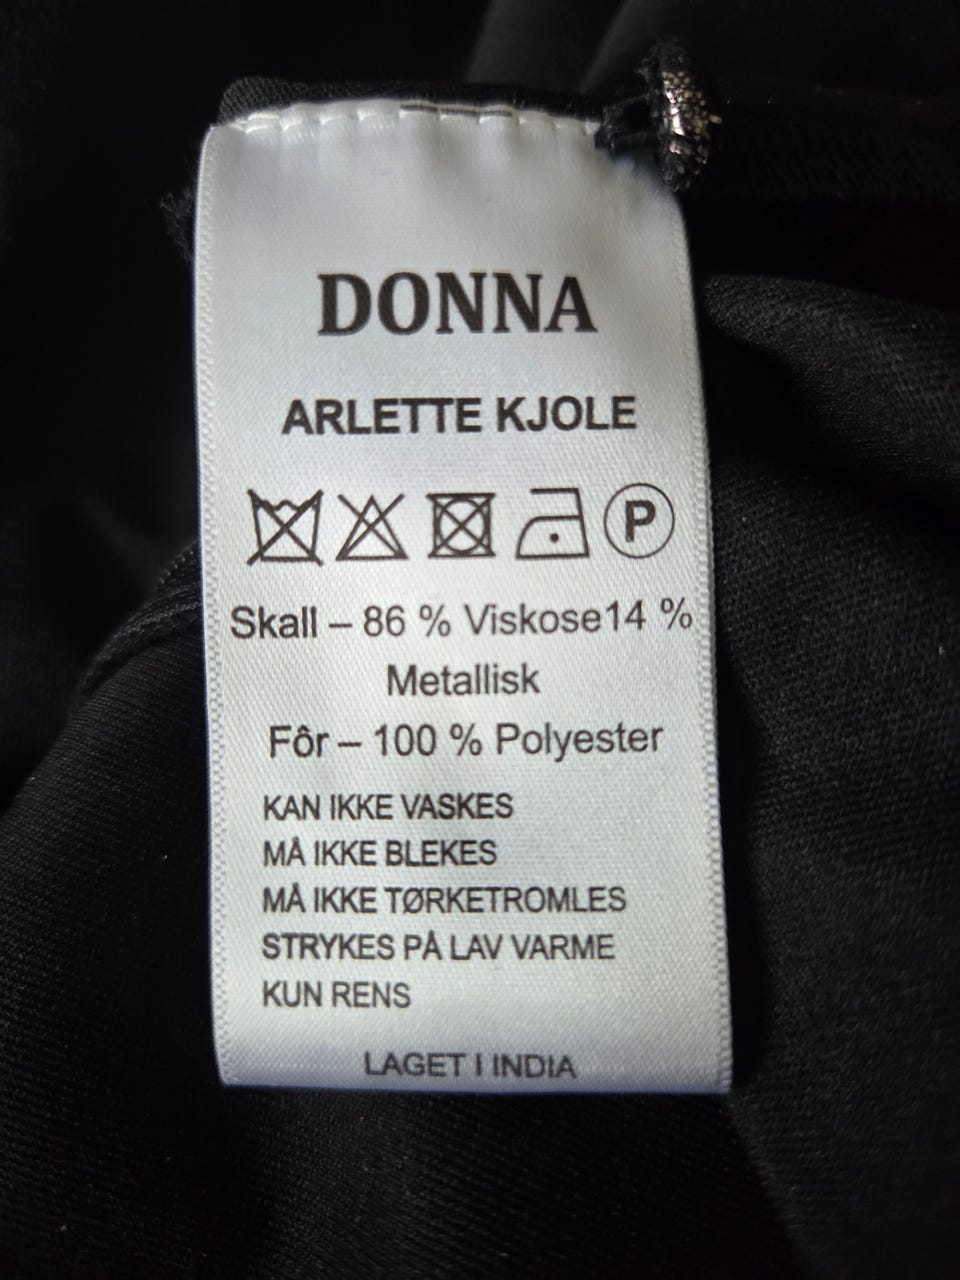 DONNA
ARLETTE KJOLE
P
Skall – 86 % Viskose14 %
Metallisk
Fôr – 100 % Polyester
KAN IKKE VASKES
MÅ IKKE BLEKES
MÅ IKKE TØRKETROMLES
STRYKES PÅ LAV VARME
KUN RENS
LAGET I INDIA